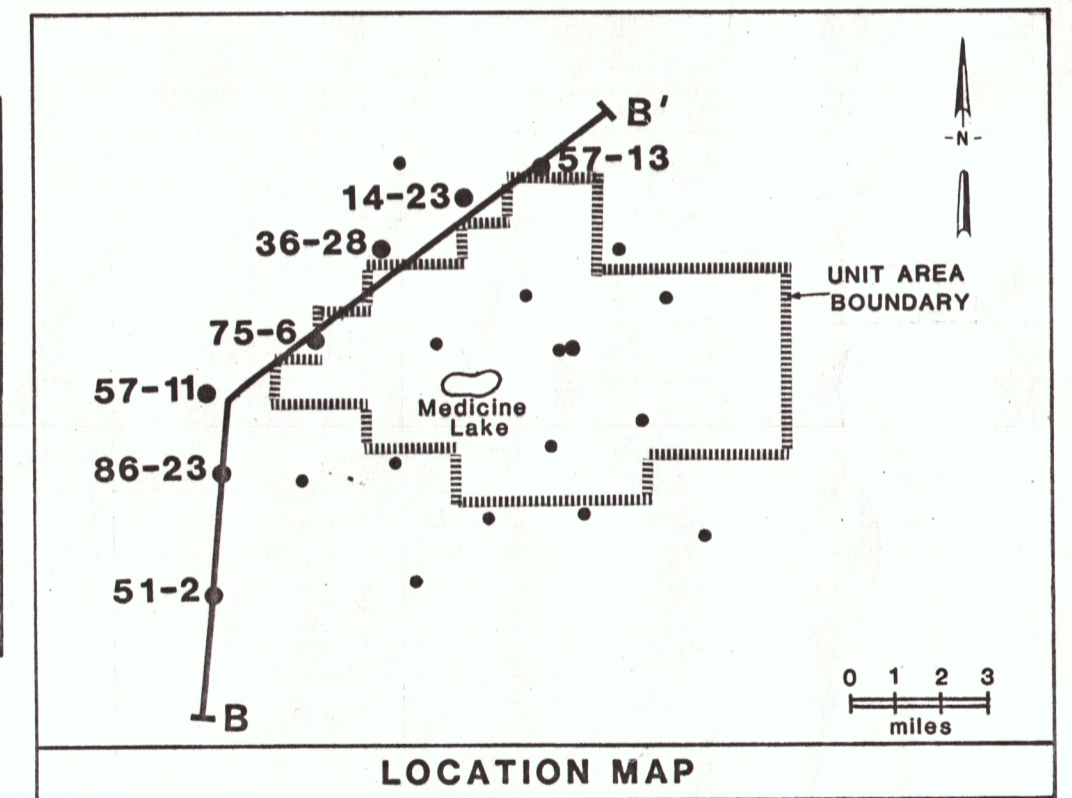 B'
57-13
-N-
14-23
36-28
UNIT AREA
BOUNDARY
75-6
57-11
Medicine
Lake
86-23
51-2
0 1 2 3
miles
B
LOCATION MAP